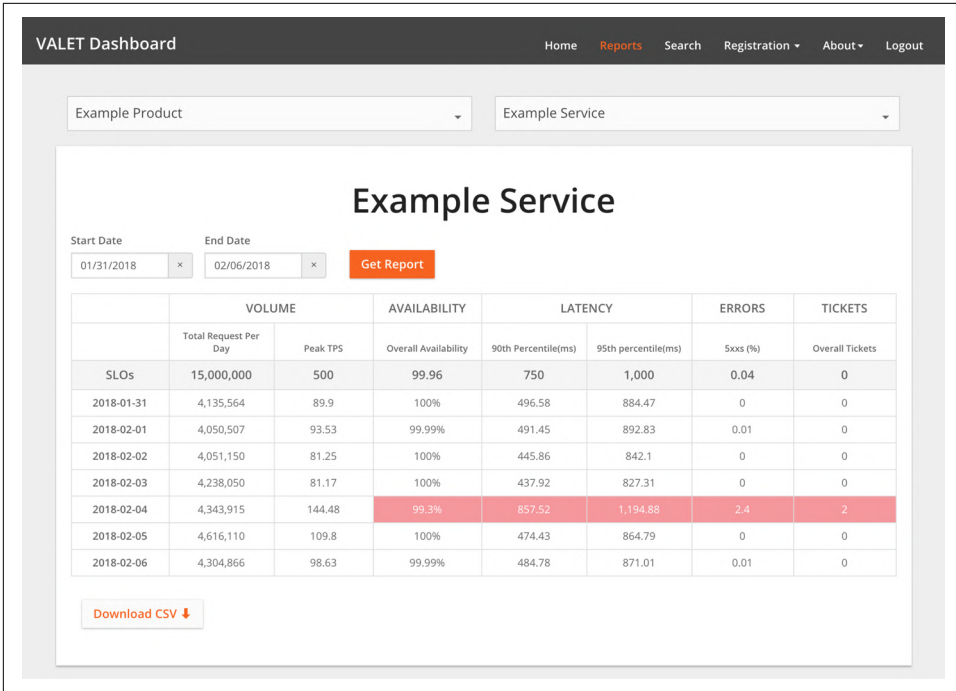 VALET Dashboard Home Reports Search Registration About Logout
Example Product Example Service
Example Service
Start Date End Date
01/31/2018 × 02/06/2018 × Get Report
VOLUME AVAILABILITY LATENCY ERRORS TICKETS
Total Request Per Day Peak TPS Overall Availability 90th Percentile(ms) 95th percentile(ms) 5xxs (%) Overall Tickets
SLOs 15,000,000 500 99.96 750 1,000 0.04 0
2018-01-31 4,135,564 89.9 100% 496.58 884.47 0 0
2018-02-01 4,050,507 93.53 99.99% 491.45 892.83 0.01 0
2018-02-02 4,051,150 81.25 100% 445.86 842.1 0 0
2018-02-03 4,238,050 81.17 100% 437.92 827.31 0 0
2018-02-04 4,343,915 144.48 99.3% 857.52 1,194.88 2.4 2
2018-02-05 4,616,110 109.8 100% 474.43 864.79 0 0
2018-02-06 4,304,866 98.63 99.99% 484.78 871.01 0.01 0
Download CSV